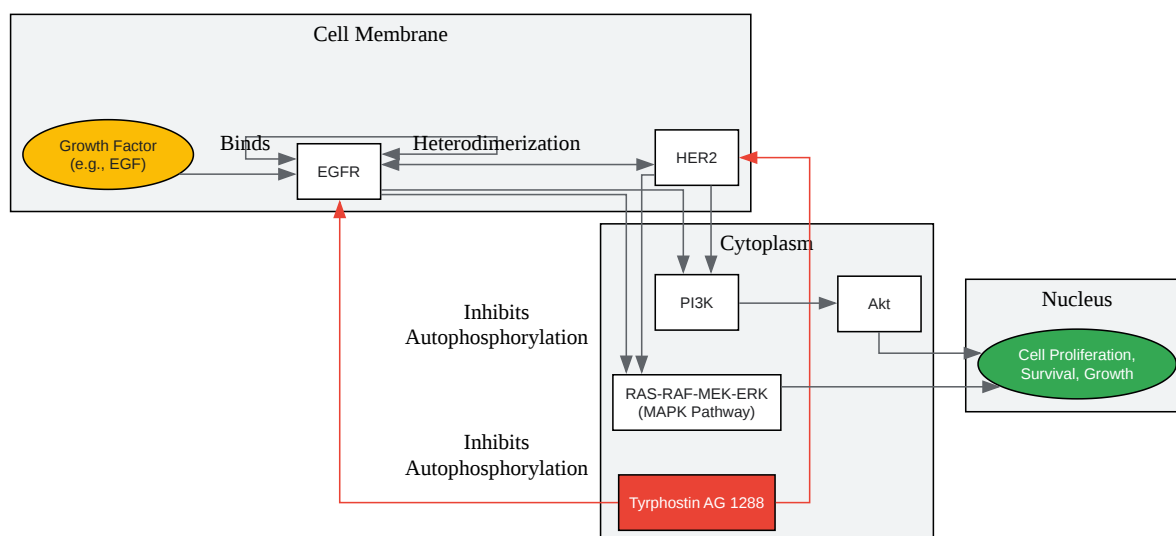 Cell Membrane
Growth Factor
(e.g., EGF)
Binds
EGFR
Heterodimerization
HER2
Cytoplasm
PI3K
Akt
Nucleus
Cell Proliferation,
Survival, Growth
Inhibits
Autophosphorylation
RAS-RAF-MEK-ERK
(MAPK Pathway)
Inhibits
Autophosphorylation
Tyrphostin AG 1288